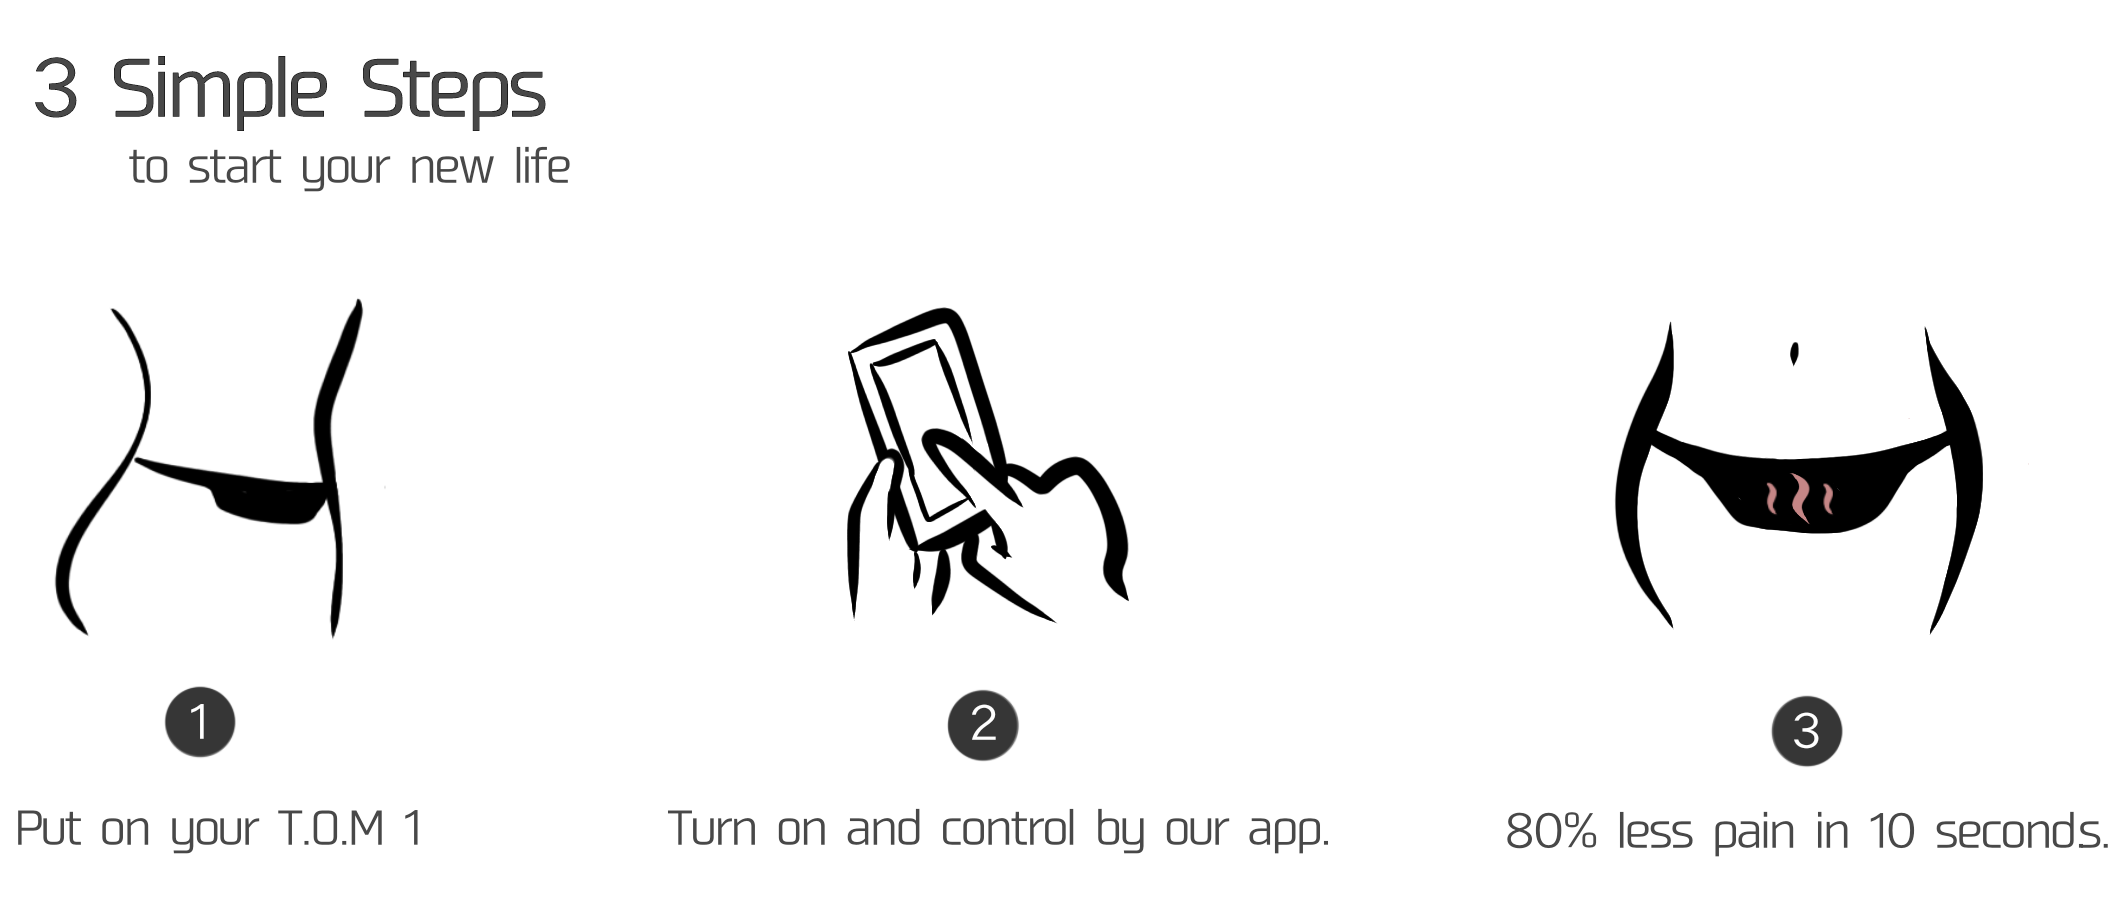 3 Simple Steps
to start your new life
1
Put on your T.O.M 1
2
Turn on and control by our app.
3
80% less pain in 10 seconds.